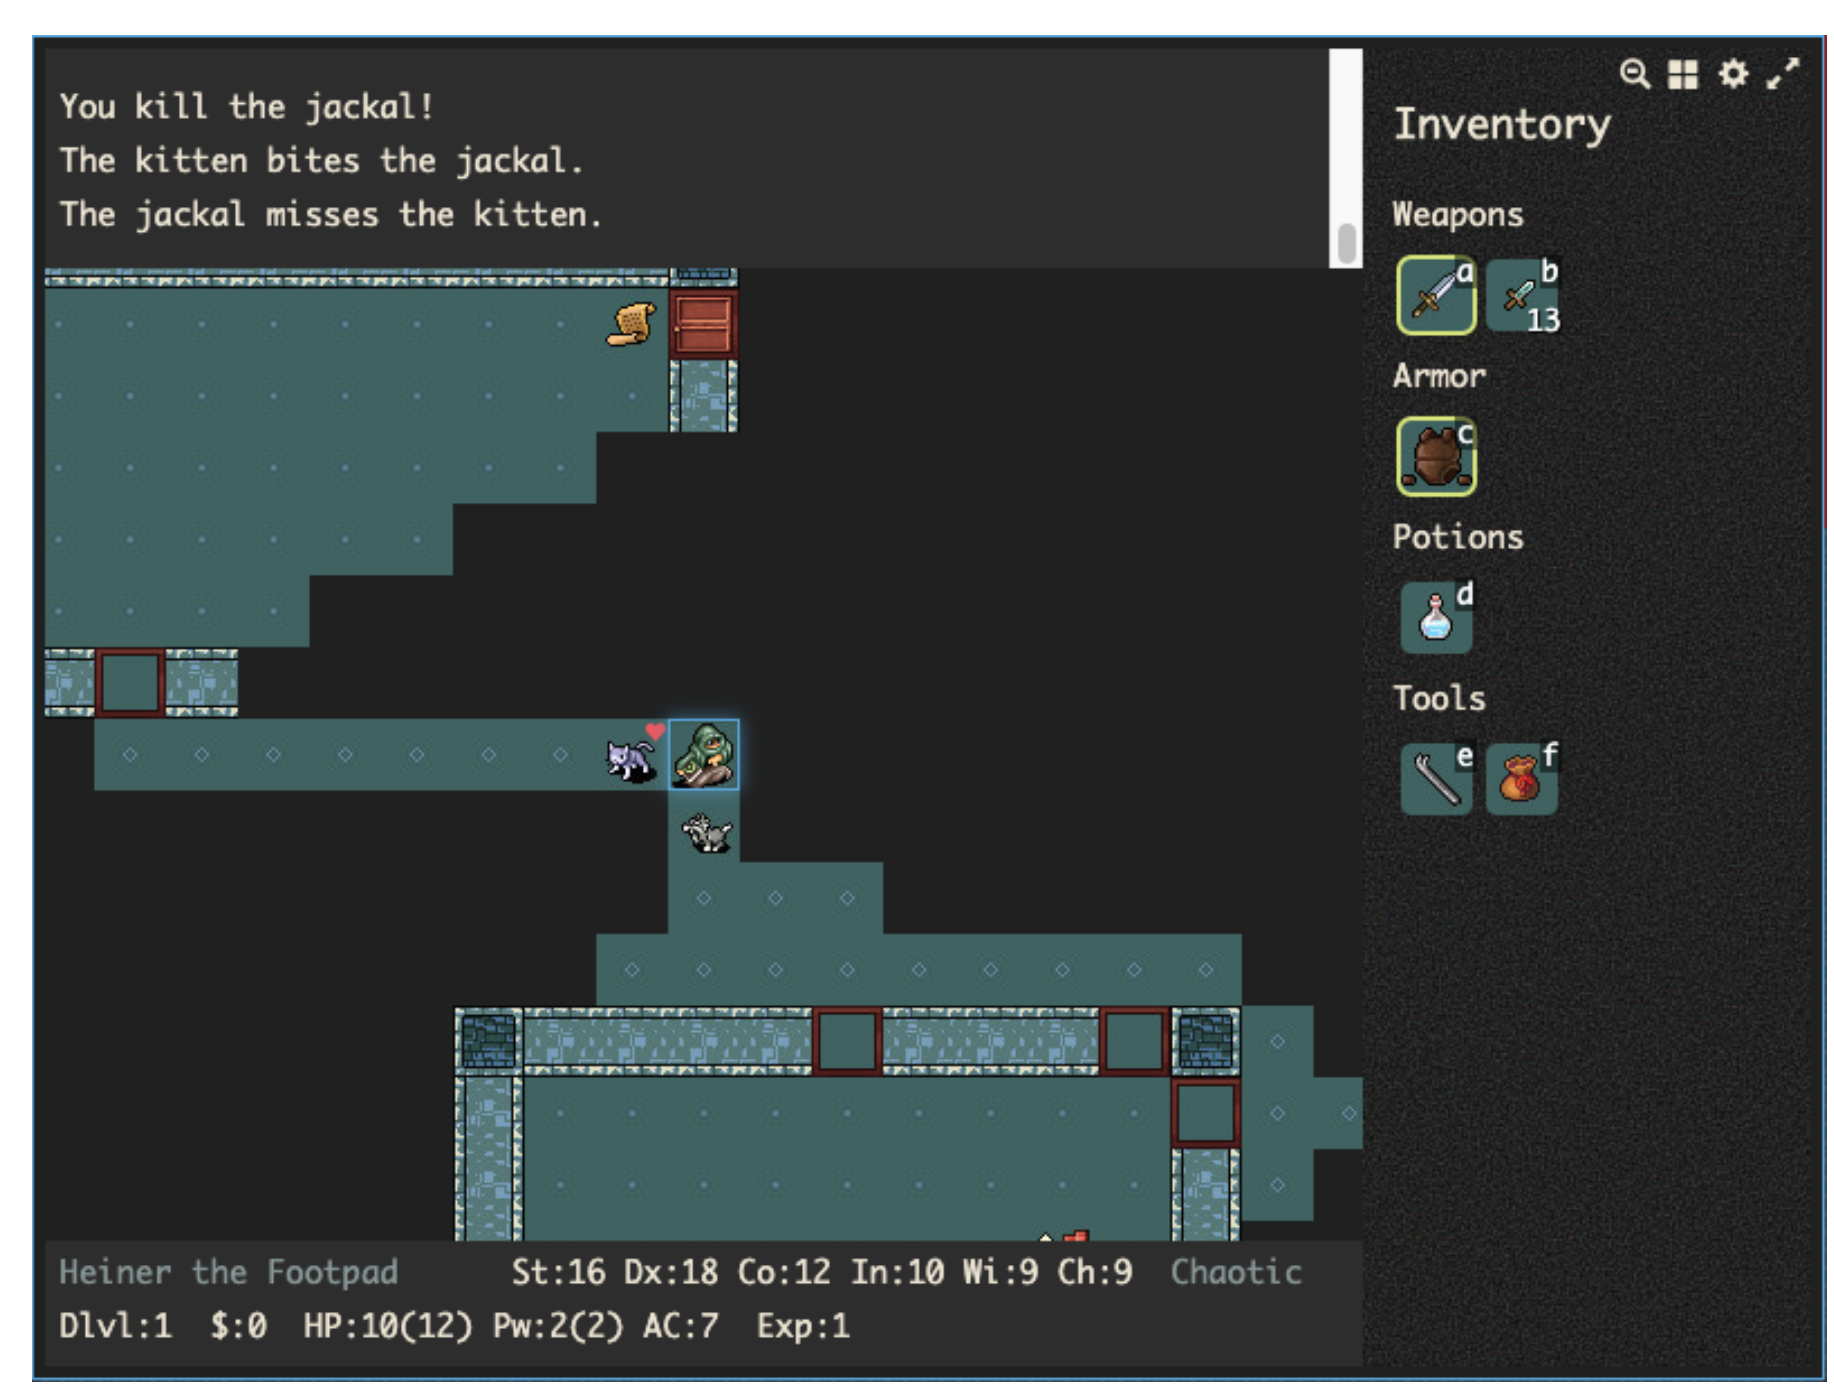 You kill the jackal!
The kitten bites the jackal.
The jackal misses the kitten.
Inventory
Weapons
a b
13
Armor
c
Potions
d
Tools
e f
Heiner the Footpad St:16 Dx:18 Co:12 In:10 Wi:9 Ch:9 Chaotic
Dlvl:1 $:0 HP:10(12) Pw:2(2) AC:7 Exp:1